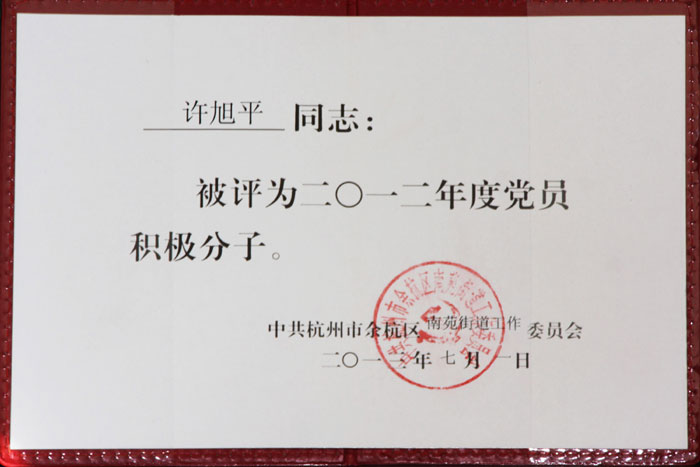 许旭平 同志：
被评为二〇一二年度党员
积极分子。
中共杭州市余杭区 南苑街道工作 委员会
二〇一三年七月一日